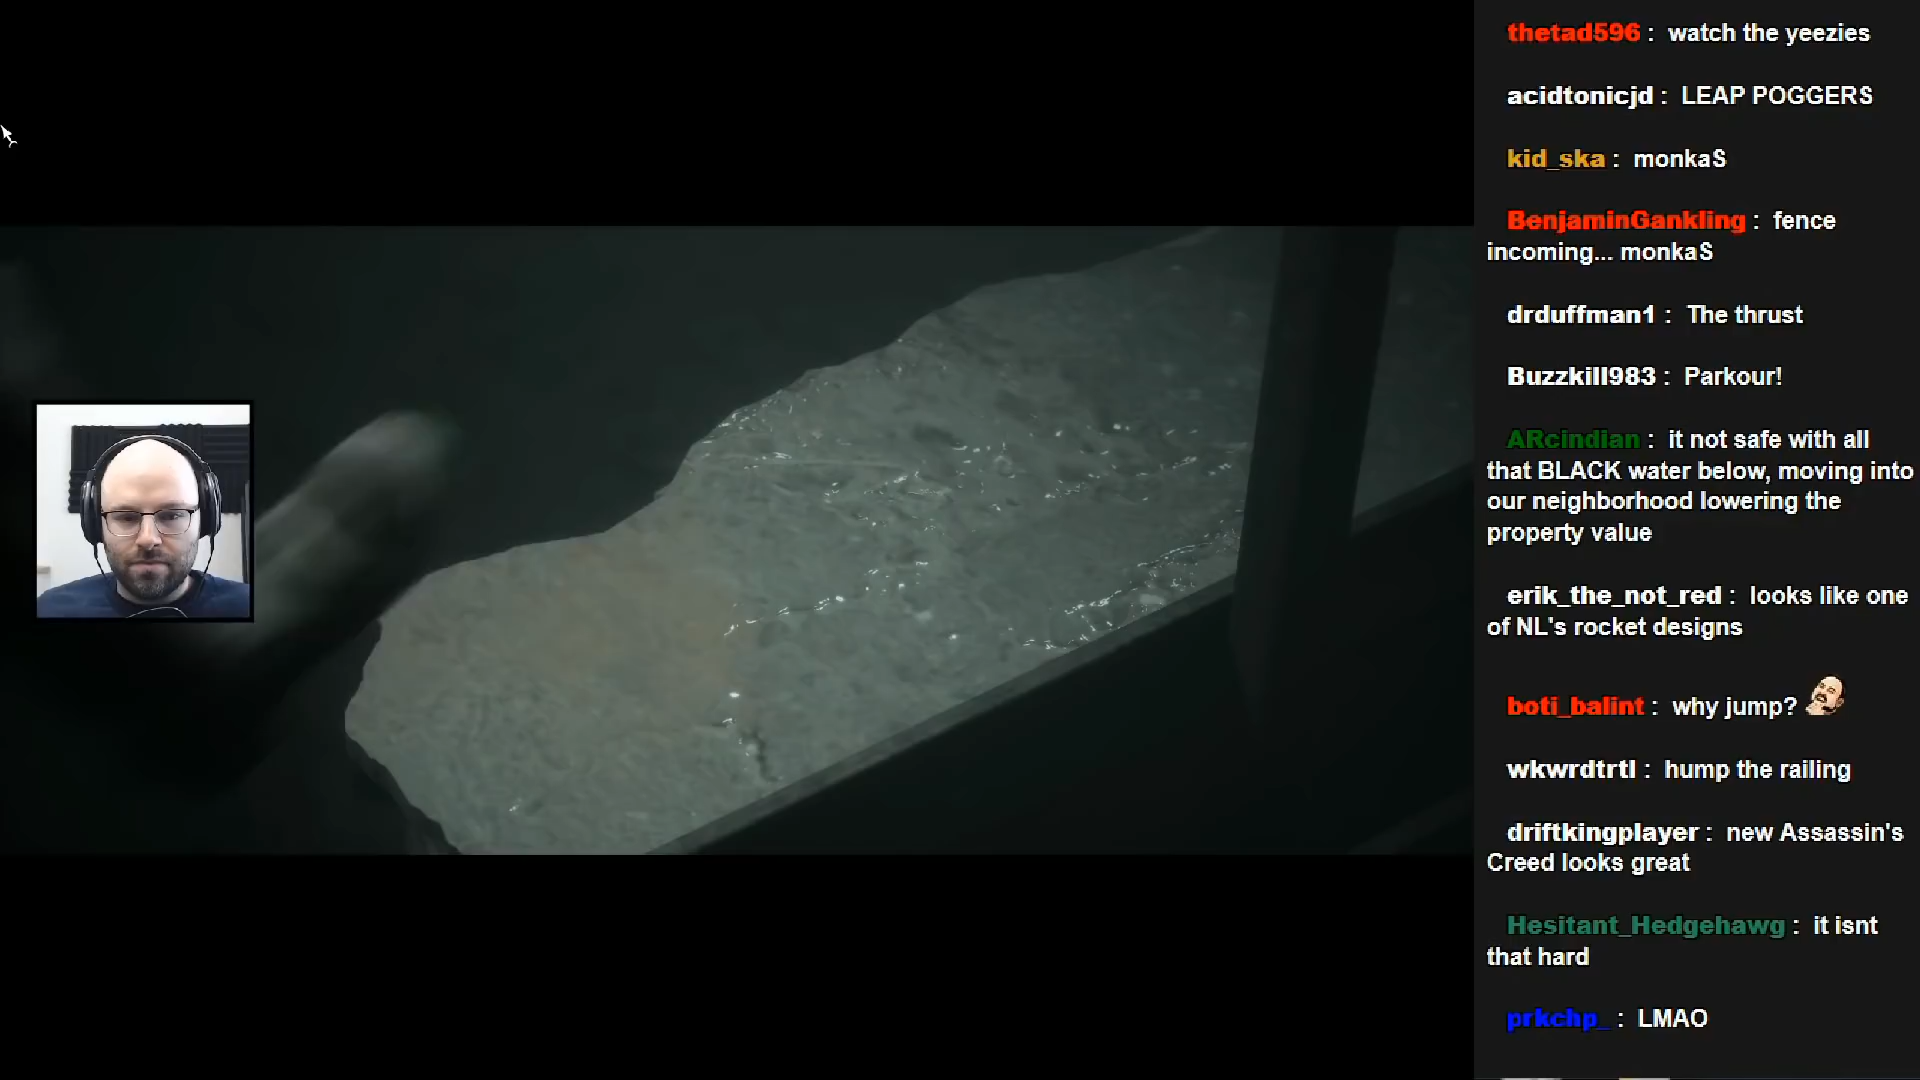 thetad596 : watch the yeezies
acidtonicjd : LEAP POGGERS
kid_ska : monkaS
BenjaminGankling : fence
incoming... monkaS
drduffman1 : The thrust
Buzzkill983 : Parkour!
ARcindian : it not safe with all
that BLACK water below, moving into
our neighborhood lowering the
property value
erik_the_not_red : looks like one
of NL's rocket designs
boti_balint : why jump?
wkwrdtrtl : hump the railing
driftkingplayer : new Assassin's
Creed looks great
Hesitant_Hedgehawg : it isnt
that hard
prkchp_ : LMAO